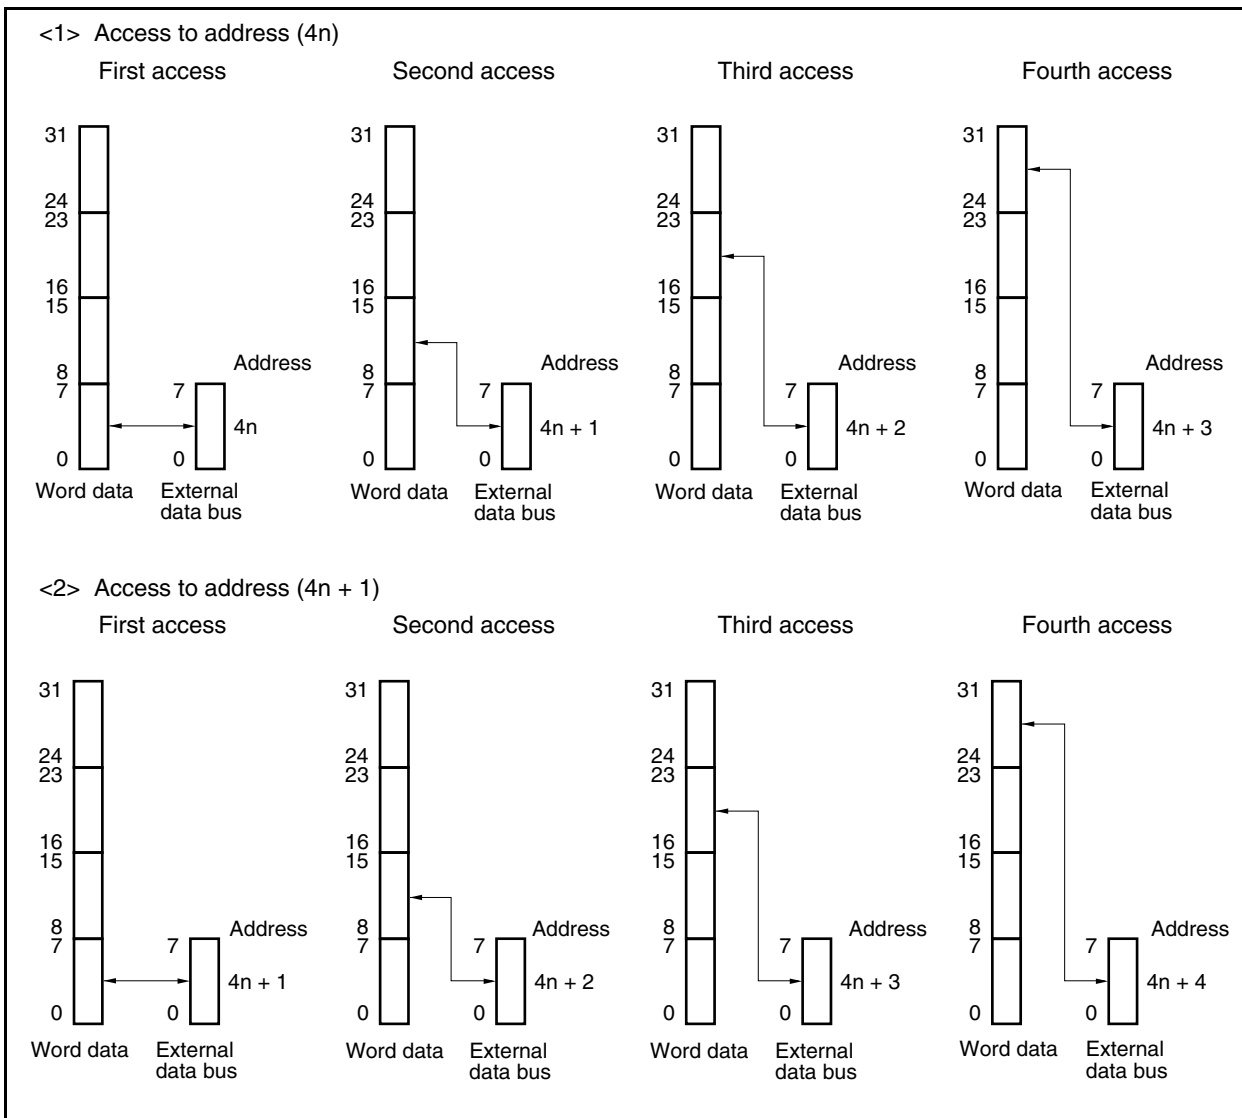 <1> Access to address (4n)
First access
Second access
Third access
Fourth access
31
24
23
16
15
8
7
0
7
0
Address
4n
Word data
External
data bus
31
24
23
16
15
8
7
0
7
0
Address
4n + 1
Word data
External
data bus
31
24
23
16
15
8
7
0
7
0
Address
4n + 2
Word data
External
data bus
31
24
23
16
15
8
7
0
7
0
Address
4n + 3
Word data
External
data bus
<2> Access to address (4n + 1)
First access
Second access
Third access
Fourth access
31
24
23
16
15
8
7
0
7
0
Address
4n + 1
Word data
External
data bus
31
24
23
16
15
8
7
0
7
0
Address
4n + 2
Word data
External
data bus
31
24
23
16
15
8
7
0
7
0
Address
4n + 3
Word data
External
data bus
31
24
23
16
15
8
7
0
7
0
Address
4n + 4
Word data
External
data bus